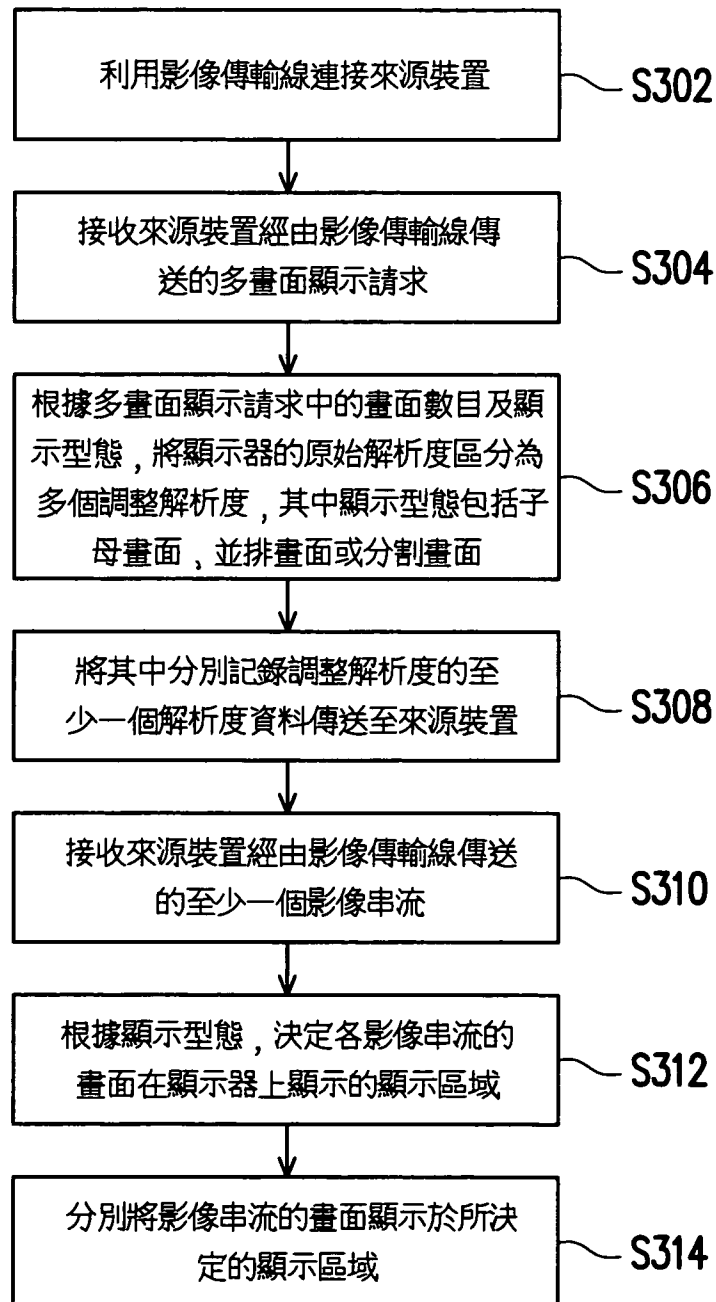 利用影像傳輸線連接來源裝置
S302
接收來源裝置經由影像傳輸線傳
送的多畫面顯示請求
S304
根據多畫面顯示請求中的畫面數目及顯
示型態,將顯示器的原始解析度區分為
多個調整解析度,其中顯示型態包括子
母畫面、並排畫面或分割畫面
S306
將其中分別記錄調整解析度的至
少一個解析度資料傳送至來源裝置
S308
接收來源裝置經由影像傳輸線傳送
的至少一個影像串流
S310
根據顯示型態,決定各影像串流的
畫面在顯示器上顯示的顯示區域
S312
分別將影像串流的畫面顯示於所決
定的顯示區域
S314